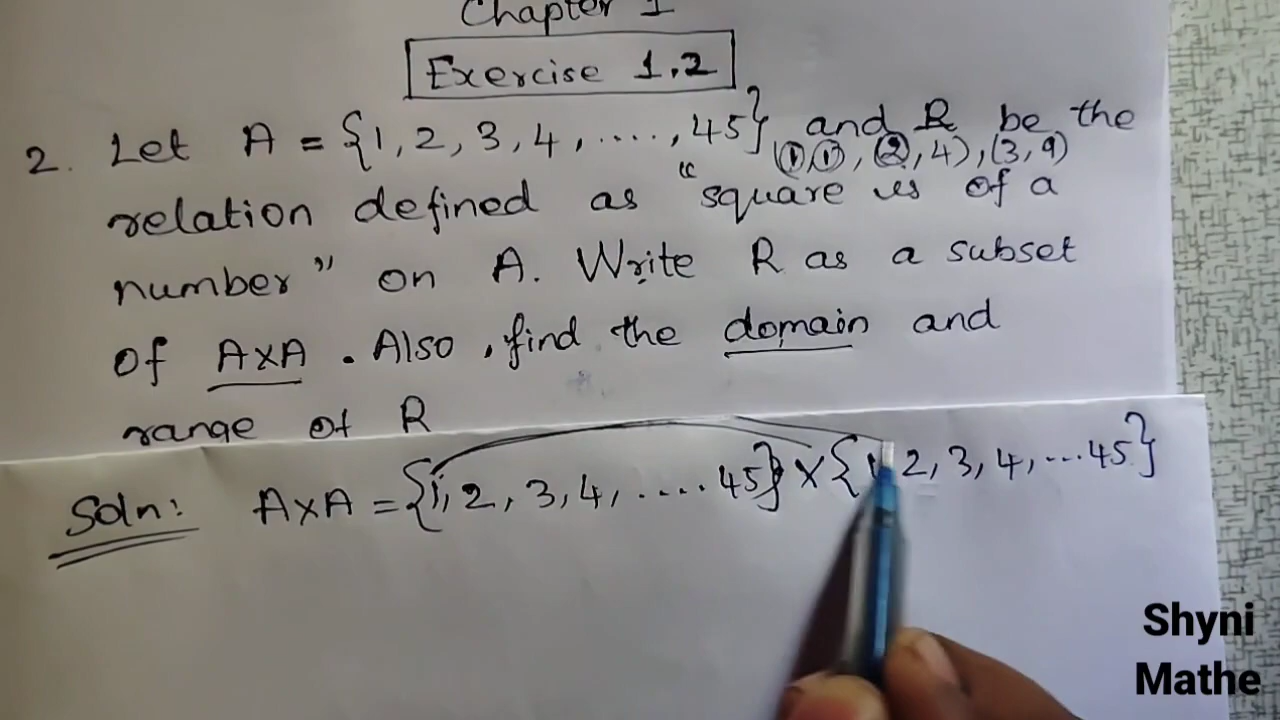 Chapter 1
Exercise 1.2
2. Let A = {1, 2, 3, 4, ...., 45} and R be the
(1, 1), (2, 4), (3, 9)
relation defined as "square is of a
number" on A. Write R as a subset
of A×A. Also, find the domain and
range of R
Soln: A×A = {1, 2, 3, 4, .... 45} × {1, 2, 3, 4, ... 45}
Shyni
Mathe